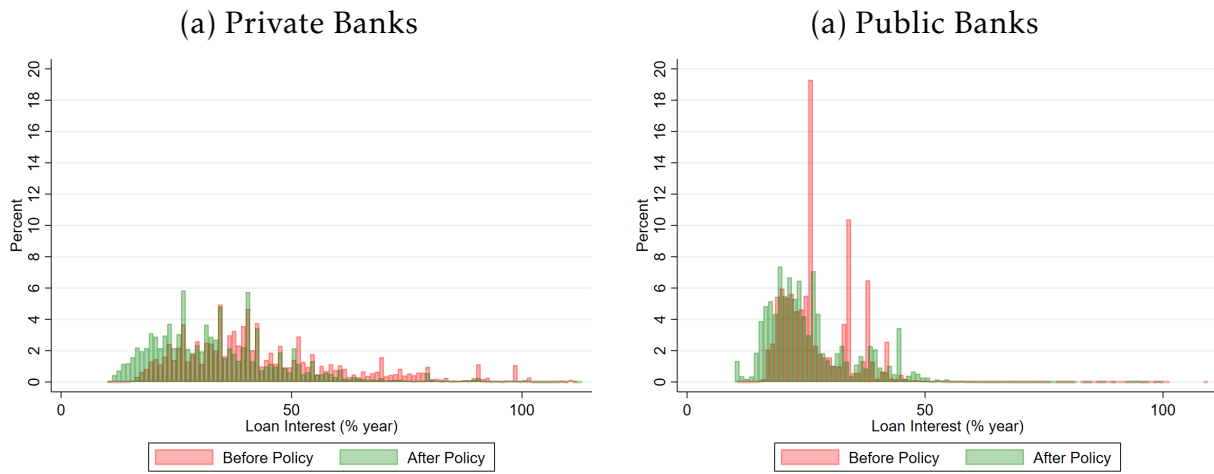 (a) Private Banks
20
18
16
14
12
10
8
6
4
2
0
Percent
0 50 100
Loan Interest (% year)
Before Policy After Policy
(a) Public Banks
20
18
16
14
12
10
8
6
4
2
0
Percent
0 50 100
Loan Interest (% year)
Before Policy After Policy